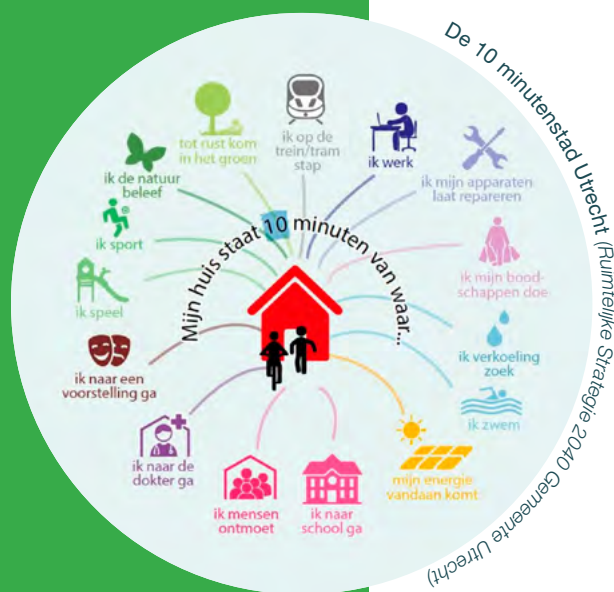 De 10 minutenstad Utrecht (Ruimtelijke Strategie 2040 Gemeente Utrecht)
Mijn huis staat 10 minuten van waar...
ik op de
trein/tram
stap
ik werk
ik mijn apparaten
laat repareren
ik mijn bood-
schappen doe
ik verkoeling
zoek
ik zwem
mijn energie
vandaan komt
ik naar
school ga
ik mensen
ontmoet
ik naar de
dokter ga
ik naar een
voorstelling ga
ik speel
ik sport
ik de natuur
beleef
tot rust kom
in het groen